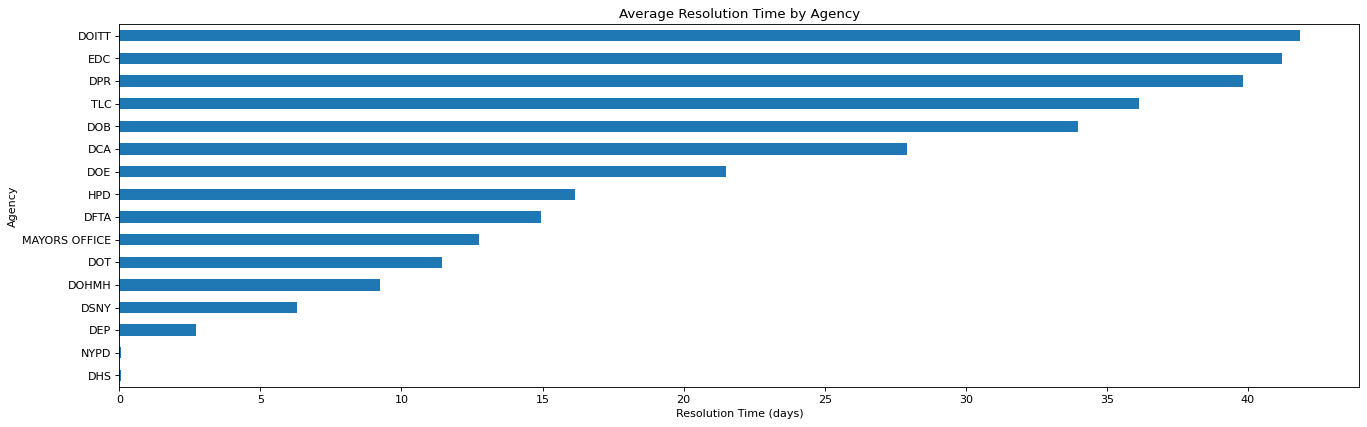 Average Resolution Time by Agency
DOITT
EDC
DPR
TLC
DOB
DCA
DOE
HPD
DFTA
MAYORS OFFICE
DOT
DOHMH
DSNY
DEP
NYPD
DHS
Agency
0 5 10 15 20 25 30 35 40
Resolution Time (days)